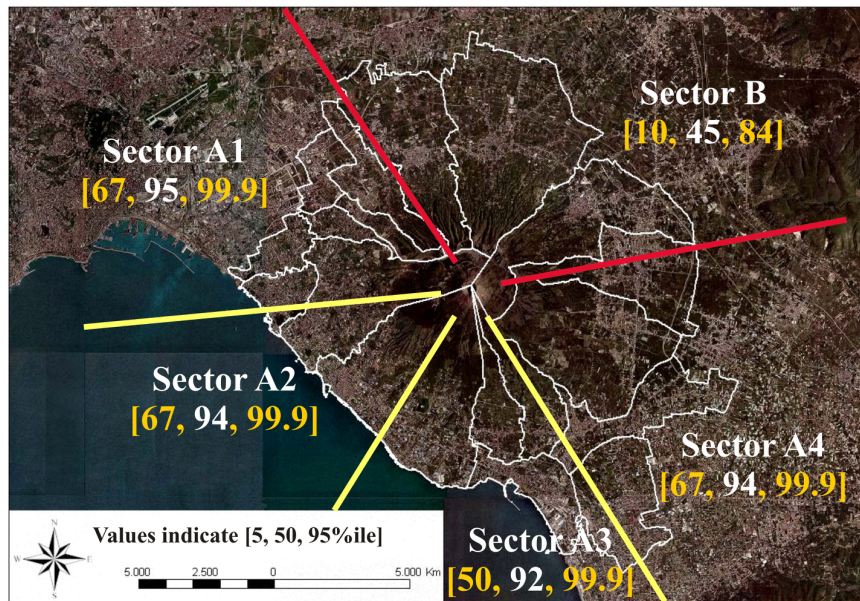 Sector B
[10, 45, 84]
Sector A1
[67, 95, 99.9]
Sector A2
[67, 94, 99.9]
Sector A4
[67, 94, 99.9]
Sector A3
[50, 92, 99.9]
Values indicate [5, 50, 95%ile]
N
W E
S
5.000 2.500 0 5.000 Km